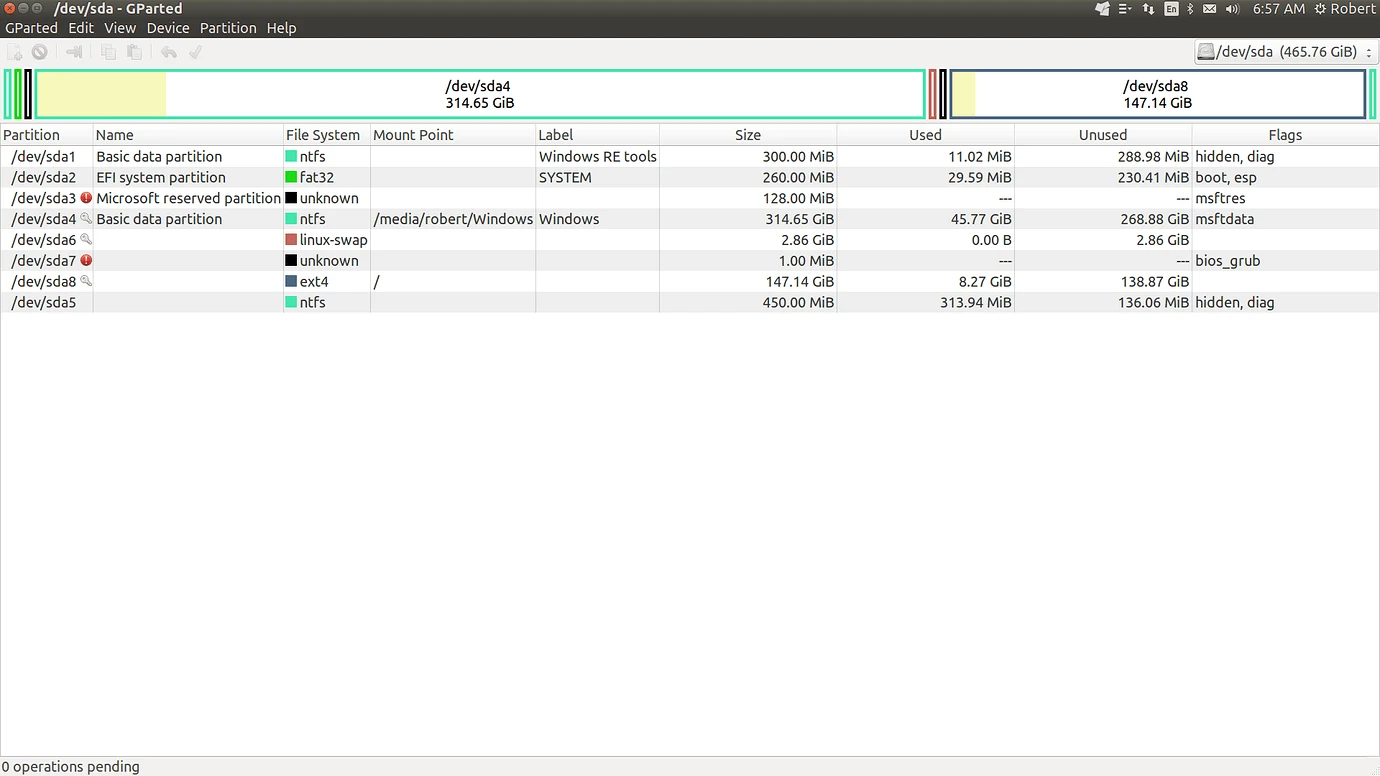 /dev/sda - GParted En 6:57 AM Robert
GParted Edit View Device Partition Help
/dev/sda (465.76 GiB)
/dev/sda4
314.65 GiB
/dev/sda8
147.14 GiB
Partition Name File System Mount Point Label Size Used Unused Flags
/dev/sda1 Basic data partition ntfs Windows RE tools 300.00 MiB 11.02 MiB 288.98 MiB hidden, diag
/dev/sda2 EFI system partition fat32 SYSTEM 260.00 MiB 29.59 MiB 230.41 MiB boot, esp
/dev/sda3 Microsoft reserved partition unknown 128.00 MiB --- --- msftres
/dev/sda4 Basic data partition ntfs /media/robert/Windows Windows 314.65 GiB 45.77 GiB 268.88 GiB msftdata
/dev/sda6 linux-swap 2.86 GiB 0.00 B 2.86 GiB
/dev/sda7 unknown 1.00 MiB --- --- bios_grub
/dev/sda8 ext4 / 147.14 GiB 8.27 GiB 138.87 GiB
/dev/sda5 ntfs 450.00 MiB 313.94 MiB 136.06 MiB hidden, diag
0 operations pending